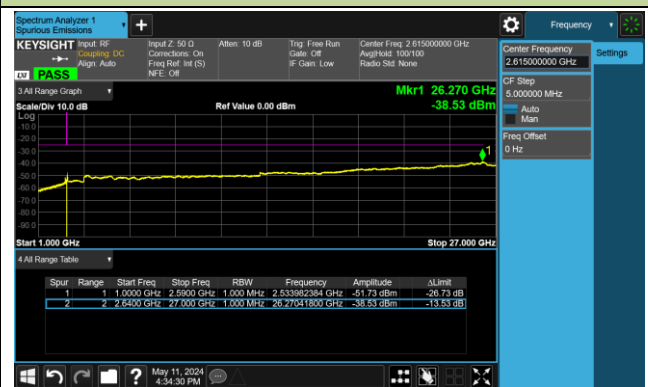 Spectrum Analyzer 1
Spurious Emissions
Frequency
KEYSIGHT
Input: RF
Coupling: DC
Align: Auto
Input Z: 50 Ω
Corrections: On
Freq Ref: Int (S)
NFE: Off
Atten: 10 dB
Trig: Free Run
Gate: Off
IF Gain: Low
Center Freq: 2.615000000 GHz
Avg|Hold: 100/100
Radio Std: None
LXI
PASS
3 All Range Graph
Mkr1 26.270 GHz
-38.53 dBm
Scale/Div 10.0 dB
Ref Value 0.00 dBm
Log
-10.0
-20.0
-30.0
-40.0
-50.0
-60.0
-70.0
-80.0
-90.0
1
Start 1.000 GHz
Stop 27.000 GHz
4 All Range Table
Spur Range Start Freq Stop Freq RBW Frequency Amplitude ΔLimit
1 1 1.0000 GHz 2.5900 GHz 1.000 MHz 2.533982384 GHz -51.73 dBm -26.73 dB
2 2 2.6400 GHz 27.000 GHz 1.000 MHz 26.27041800 GHz -38.53 dBm -13.53 dB
Center Frequency
2.615000000 GHz
Settings
CF Step
5.000000 MHz
Auto
Man
Freq Offset
0 Hz
?
May 11, 2024
4:34:30 PM